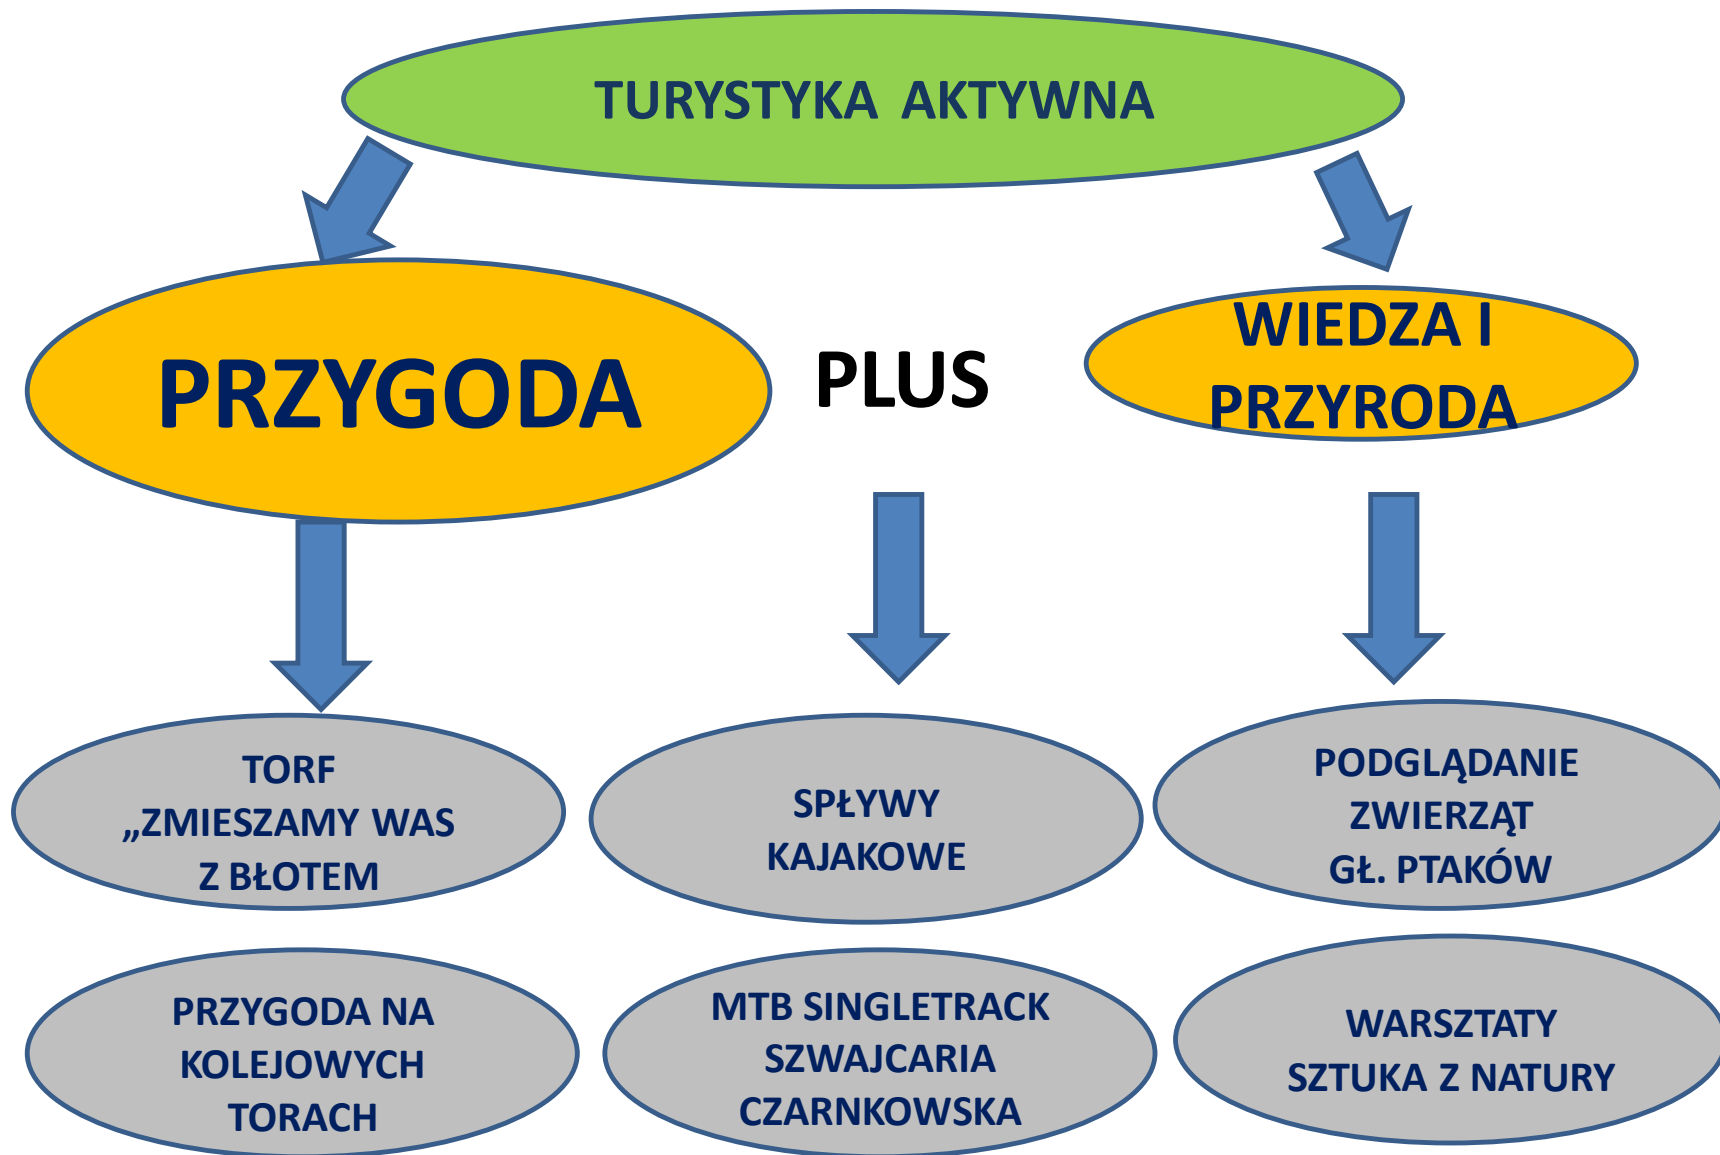 TURYSTYKA AKTYWNA
PRZYGODA
PLUS
WIEDZA I
PRZYRODA
TORF
„ZMIESZAMY WAS
Z BŁOTEM
SPŁYWY
KAJAKOWE
PODGLĄDANIE
ZWIERZĄT
GŁ. PTAKÓW
PRZYGODA NA
KOLEJOWYCH
TORACH
MTB SINGLETRACK
SZWAJCARIA
CZARNKOWSKA
WARSZTATY
SZTUKA Z NATURY